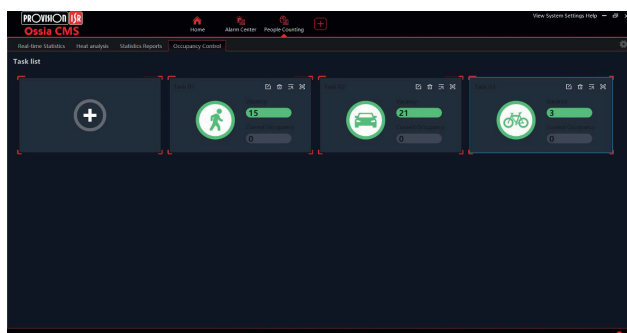 PROVISION ISR
Ossia CMS
Home
Alarm Center
People Counting
View System Settings Help
Real-time Statistics
Heat analysis
Statistics Reports
Occupancy Control
Task list
15
0
21
0
3
0